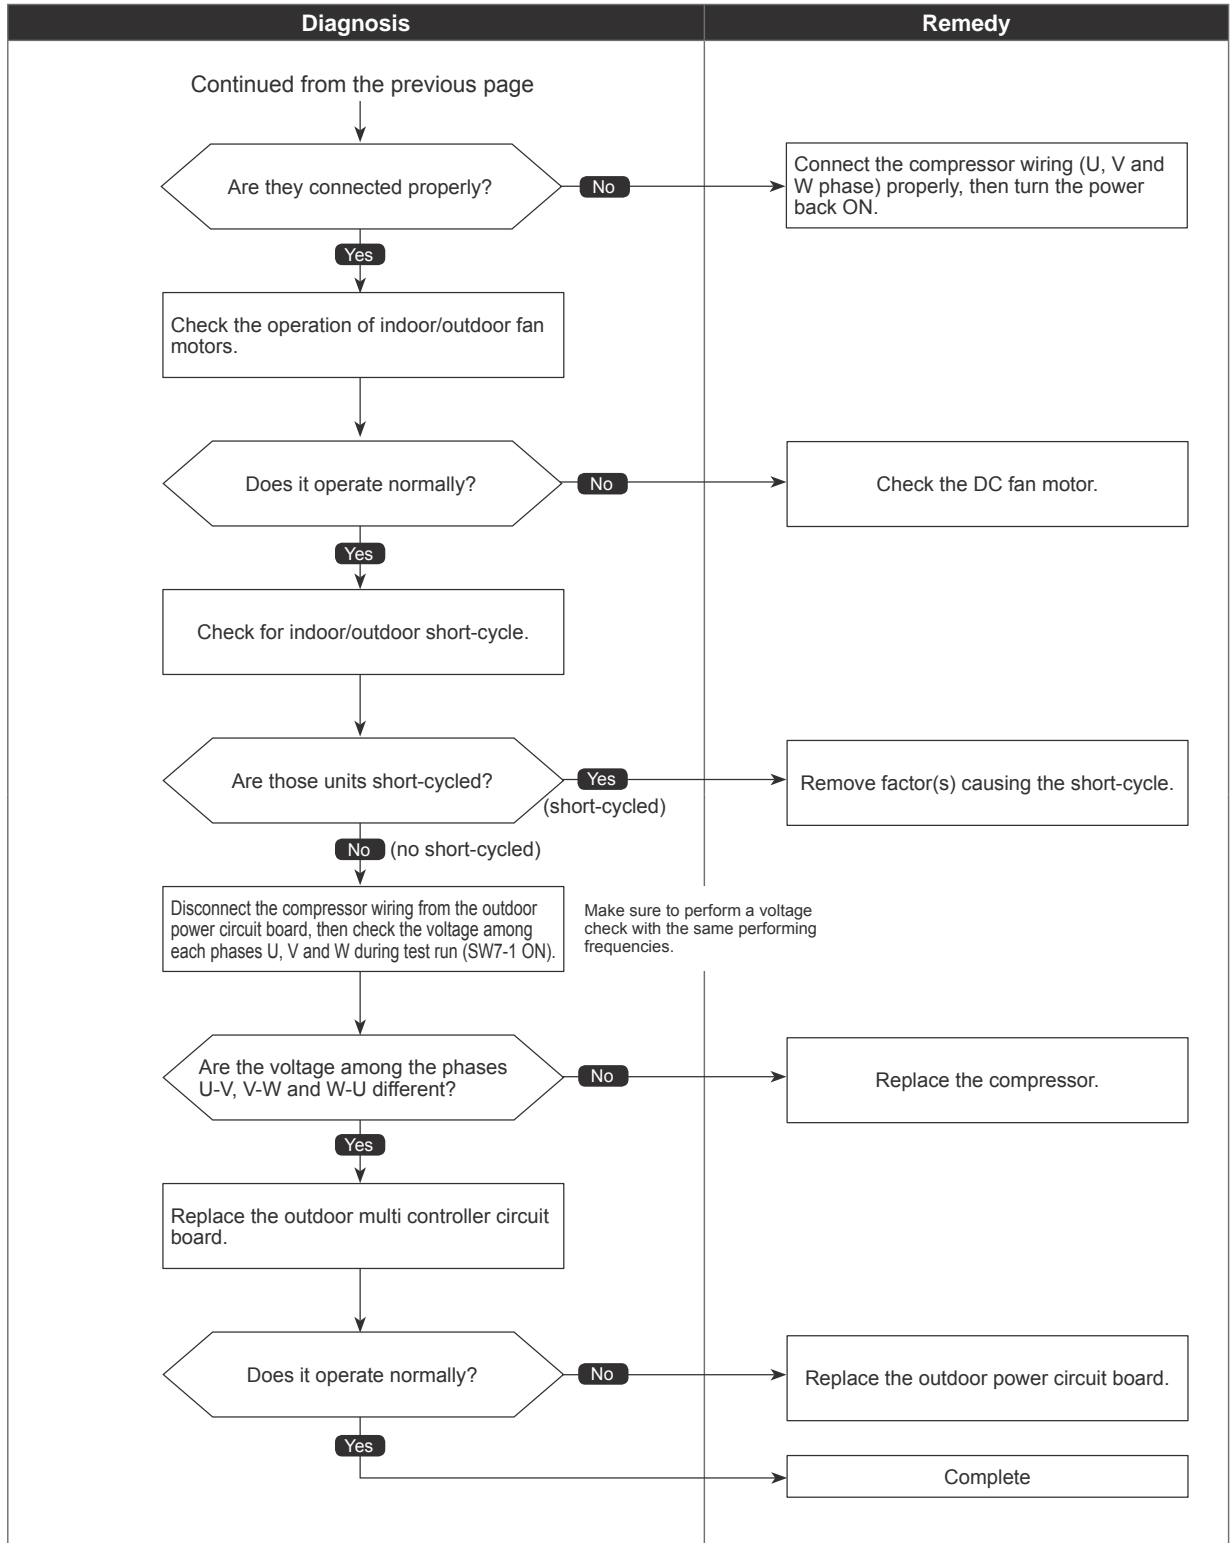 Diagnosis
Remedy
Continued from the previous page
Are they connected properly?
No
Connect the compressor wiring (U, V and
W phase) properly, then turn the power
back ON.
Yes
Check the operation of indoor/outdoor fan
motors.
Does it operate normally?
No
Check the DC fan motor.
Yes
Check for indoor/outdoor short-cycle.
Are those units short-cycled?
Yes
(short-cycled)
Remove factor(s) causing the short-cycle.
No (no short-cycled)
Disconnect the compressor wiring from the outdoor
power circuit board, then check the voltage among
each phases U, V and W during test run (SW7-1 ON).
Make sure to perform a voltage
check with the same performing
frequencies.
Are the voltage among the phases
U-V, V-W and W-U different?
No
Replace the compressor.
Yes
Replace the outdoor multi controller circuit
board.
Does it operate normally?
No
Replace the outdoor power circuit board.
Yes
Complete